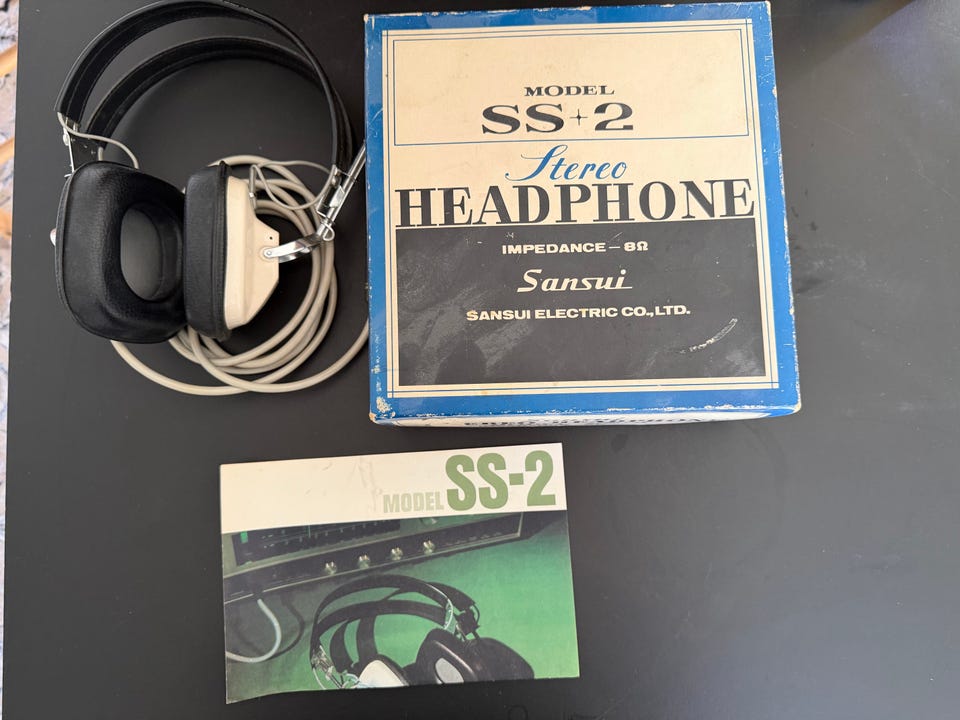 MODEL
SS-2
Stereo
HEADPHONE
IMPEDANCE-8Ω
Sansui
SANSUI ELECTRIC CO.,LTD.
MODEL SS-2